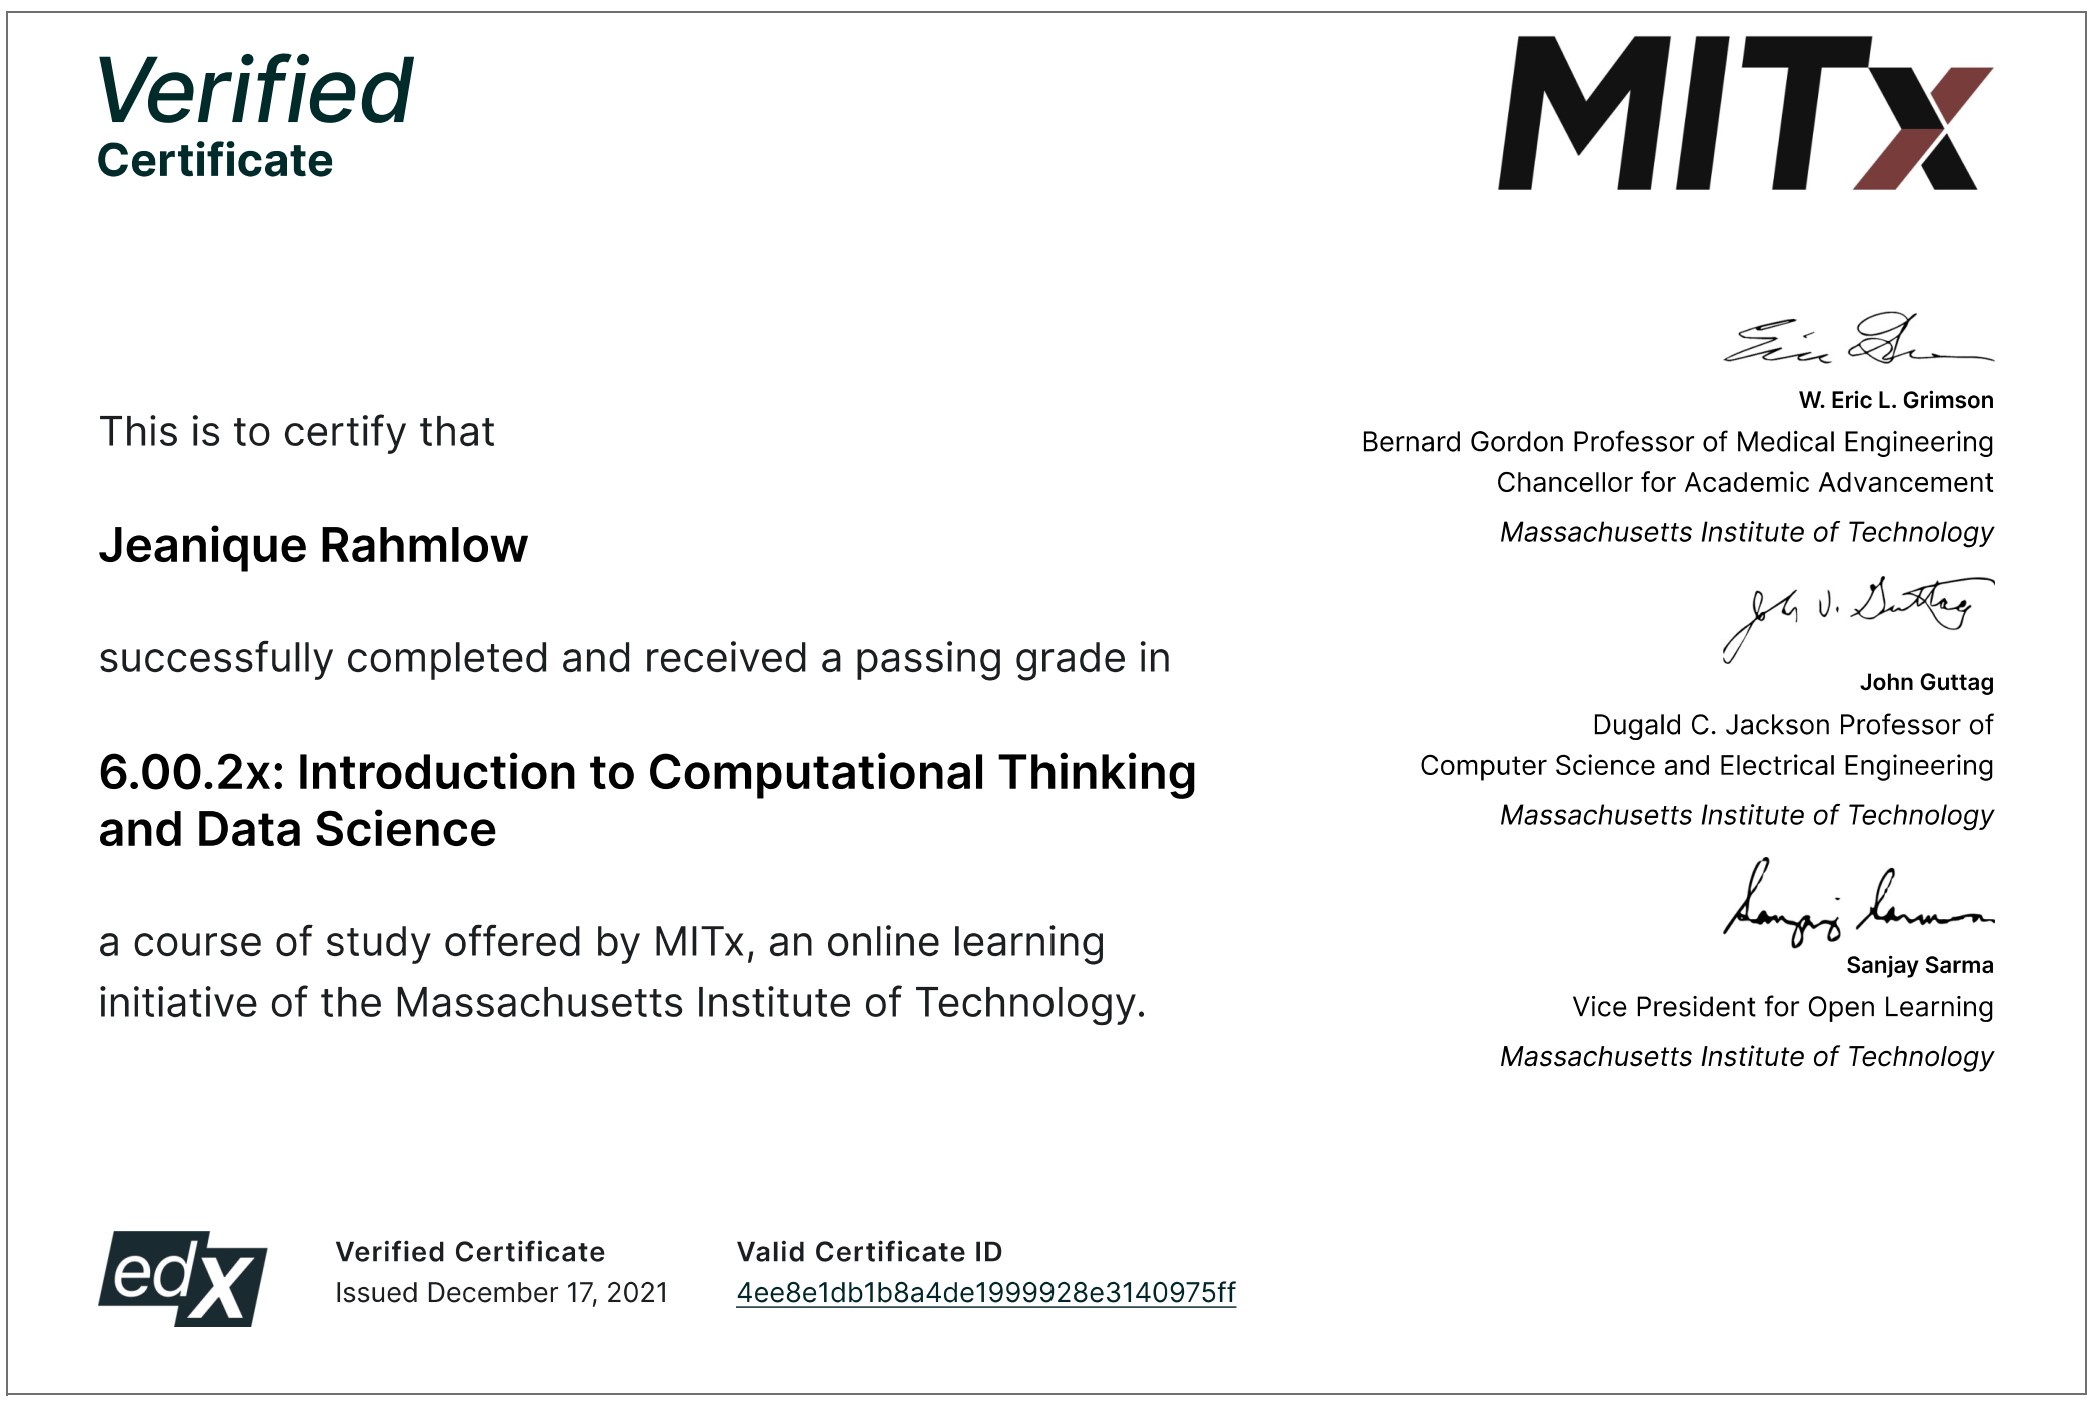 Verified
Certificate
MITx
This is to certify that
Jeanique Rahmlow
successfully completed and received a passing grade in
6.00.2x: Introduction to Computational Thinking
and Data Science
a course of study offered by MITx, an online learning
initiative of the Massachusetts Institute of Technology.
W. Eric L. Grimson
Bernard Gordon Professor of Medical Engineering
Chancellor for Academic Advancement
Massachusetts Institute of Technology
John V. Guttag
John Guttag
Dugald C. Jackson Professor of
Computer Science and Electrical Engineering
Massachusetts Institute of Technology
Sanjay Sarma
Sanjay Sarma
Vice President for Open Learning
Massachusetts Institute of Technology
edX
Verified Certificate
Issued December 17, 2021
Valid Certificate ID
4ee8e1db1b8a4de1999928e3140975ff